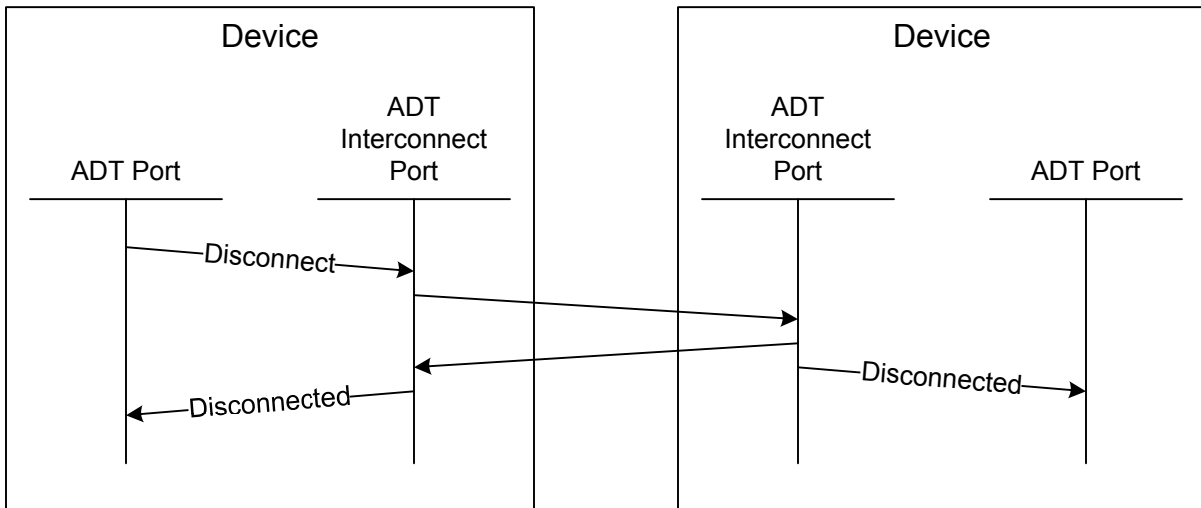 Device
Device
ADT
Interconnect
Port
ADT
Interconnect
Port
ADT Port
ADT Port
Disconnect
Disconnected
Disconnected